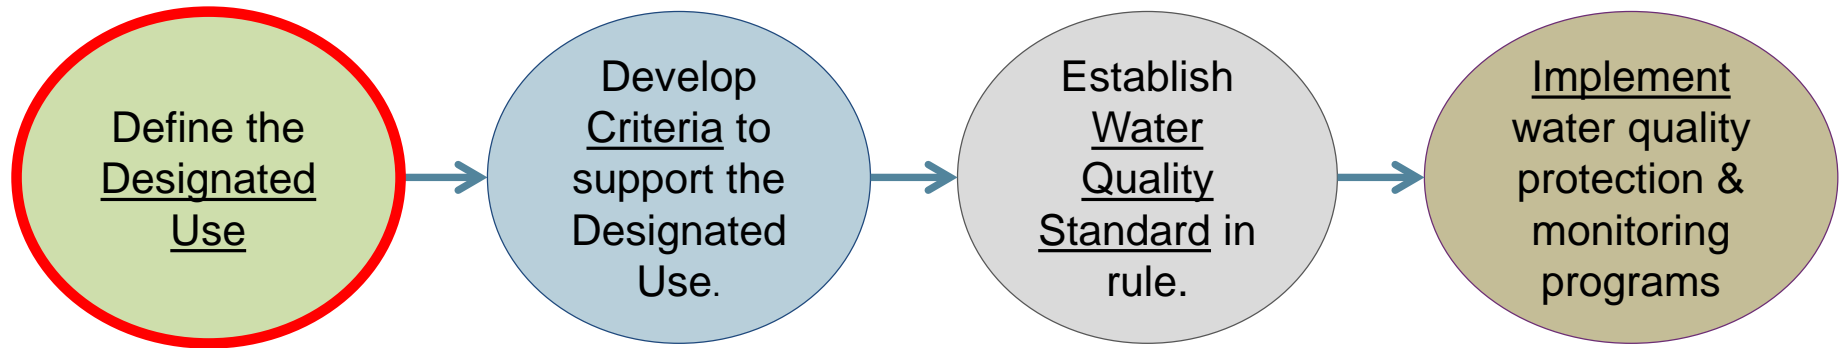 Define the
Designated
Use
Develop
Criteria to
support the
Designated
Use.
Establish
Water
Quality
Standard in
rule.
Implement
water quality
protection &
monitoring
programs